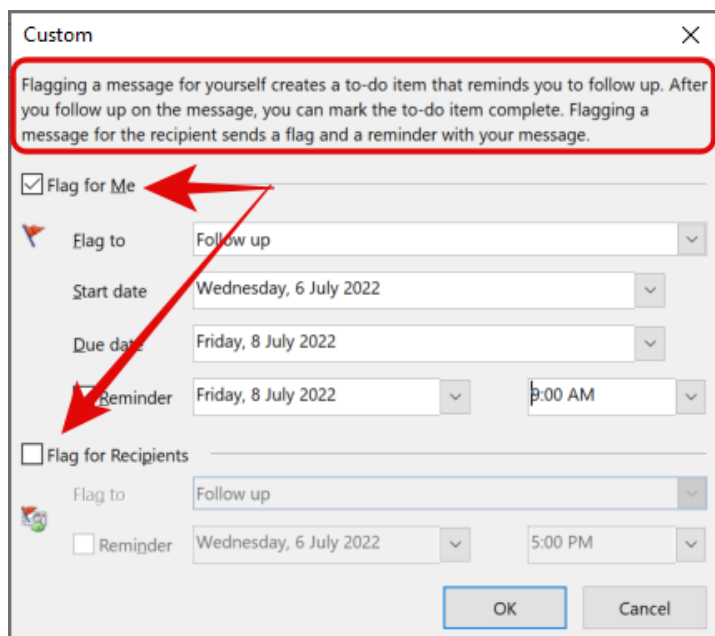 Custom
Flagging a message for yourself creates a to-do item that reminds you to follow up. After
you follow up on the message, you can mark the to-do item complete. Flagging a
message for the recipient sends a flag and a reminder with your message.
Flag for Me
Flag to Follow up
Start date Wednesday, 6 July 2022
Due date Friday, 8 July 2022
Reminder Friday, 8 July 2022 9:00 AM
Flag for Recipients
Flag to Follow up
Reminder Wednesday, 6 July 2022 5:00 PM
OK Cancel